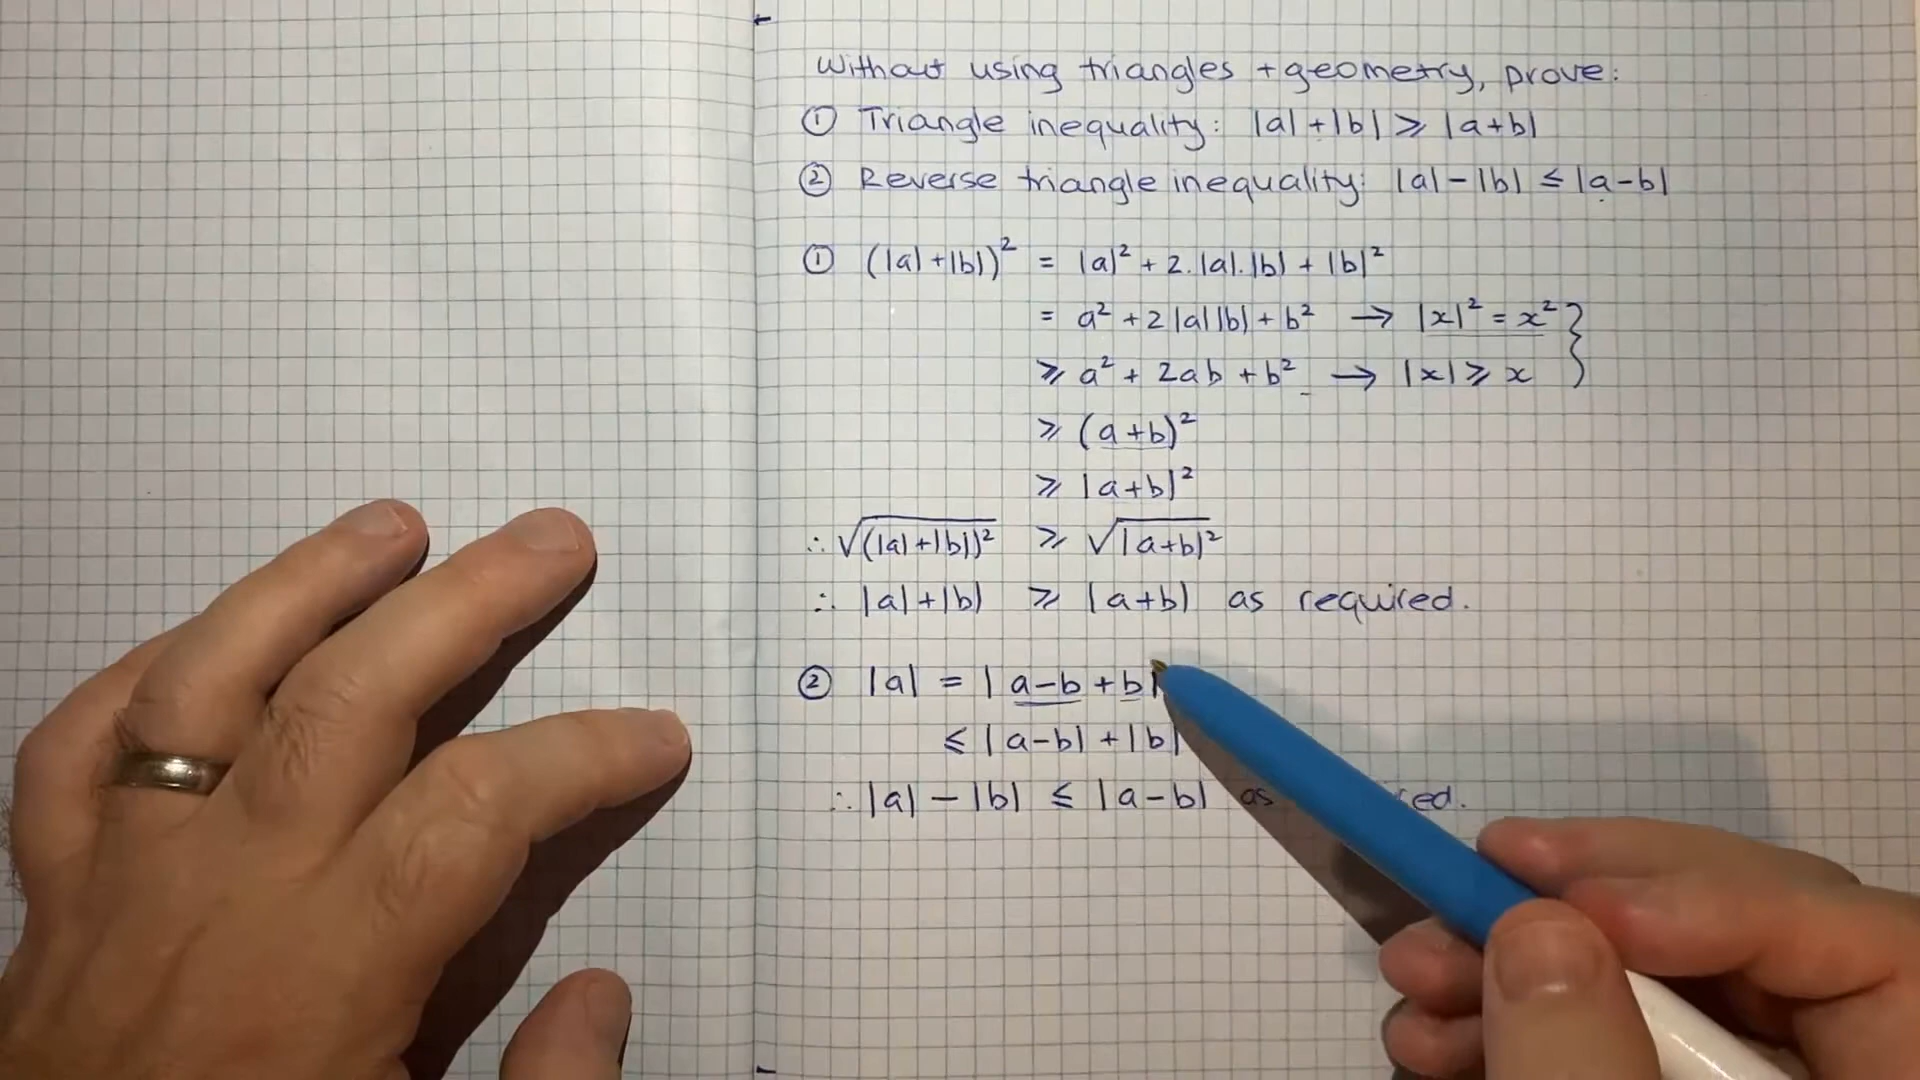 Without using triangles + geometry, prove:
① Triangle inequality: |a| + |b| ⩾ |a+b|
② Reverse triangle inequality: |a| - |b| ≤ |a-b|
① (|a| + |b|)² = |a|² + 2.|a|.|b| + |b|²
= a² + 2|a||b| + b² → |x|² = x² }
⩾ a² + 2ab + b² → |x| ⩾ x
⩾ (a+b)²
⩾ |a+b|²
∴ √(|a|+|b|)² ⩾ √|a+b|²
∴ |a| + |b| ⩾ |a+b| as required.
② |a| = |a-b + b|
≤ |a-b| + |b|
∴ |a| - |b| ≤ |a-b| as